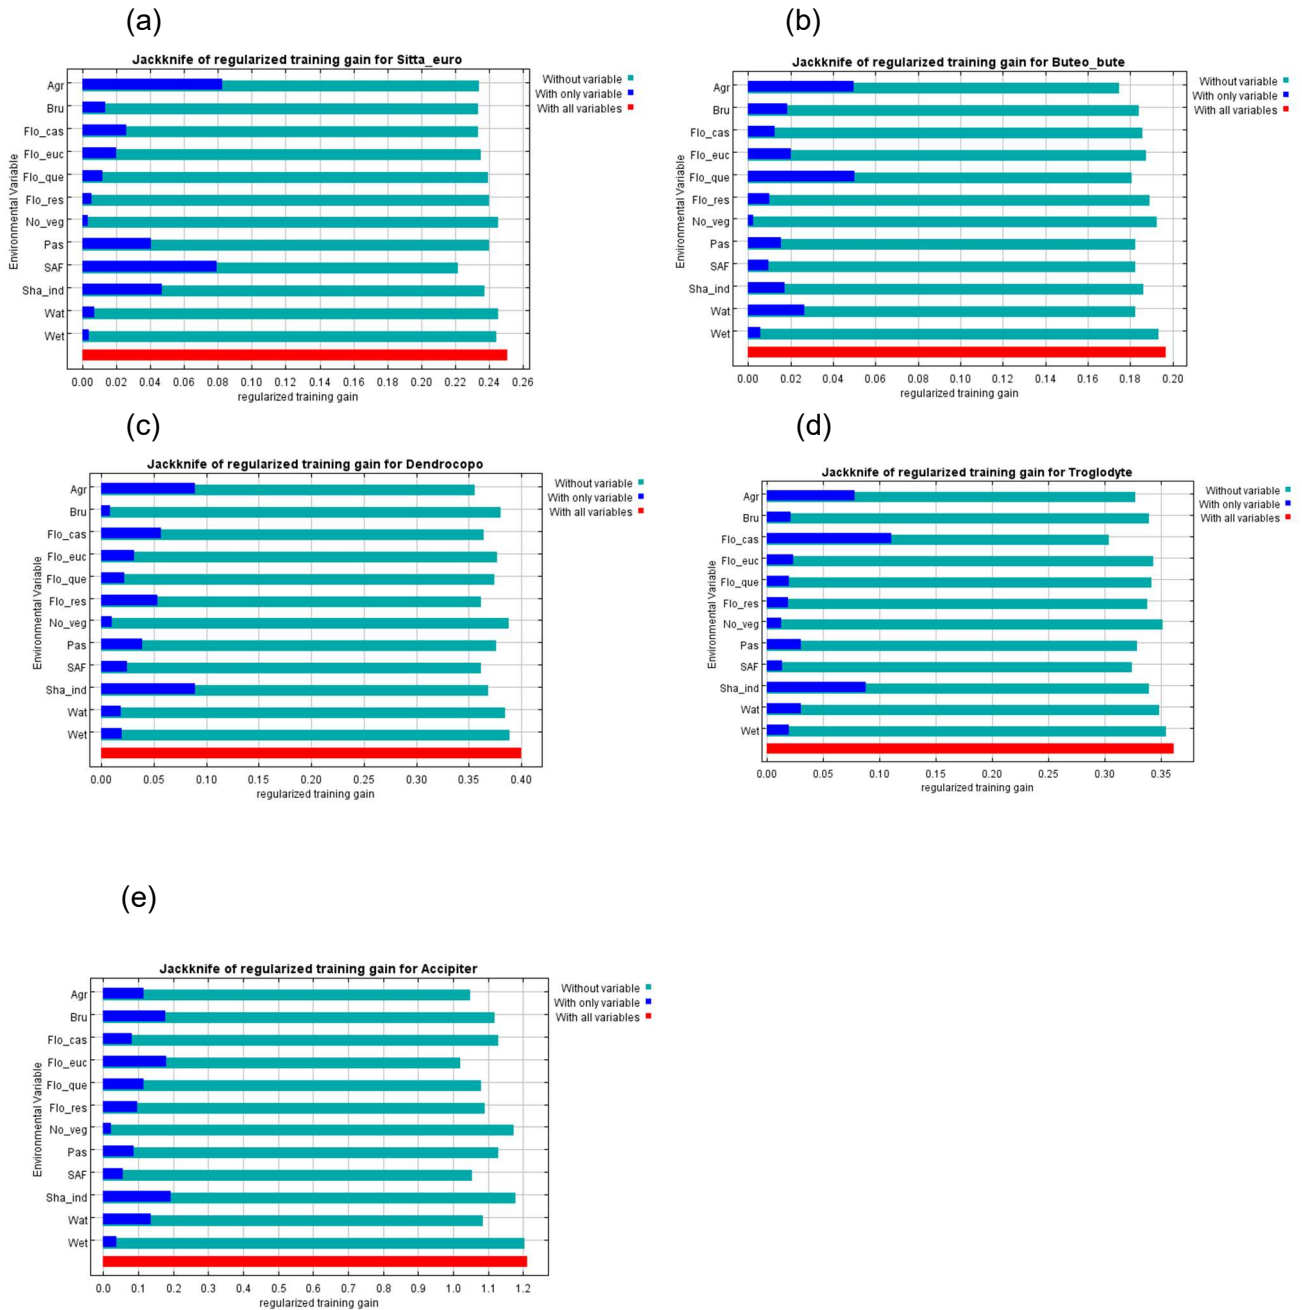 (a)
Jackknife of regularized training gain for Sitta_euro
Environmental Variable
Agr
Bru
Flo_cas
Flo_euc
Flo_que
Flo_res
No_veg
Pas
SAF
Sha_ind
Wat
Wet
Without variable
With only variable
With all variables
0.00 0.02 0.04 0.06 0.08 0.10 0.12 0.14 0.16 0.18 0.20 0.22 0.24 0.26
regularized training gain
(b)
Jackknife of regularized training gain for Buteo_bute
Environmental Variable
Agr
Bru
Flo_cas
Flo_euc
Flo_que
Flo_res
No_veg
Pas
SAF
Sha_ind
Wat
Wet
Without variable
With only variable
With all variables
0.00 0.02 0.04 0.06 0.08 0.10 0.12 0.14 0.16 0.18 0.20
regularized training gain
(c)
Jackknife of regularized training gain for Dendrocopo
Environmental Variable
Agr
Bru
Flo_cas
Flo_euc
Flo_que
Flo_res
No_veg
Pas
SAF
Sha_ind
Wat
Wet
Without variable
With only variable
With all variables
0.00 0.05 0.10 0.15 0.20 0.25 0.30 0.35 0.40
regularized training gain
(d)
Jackknife of regularized training gain for Troglodyte
Environmental Variable
Agr
Bru
Flo_cas
Flo_euc
Flo_que
Flo_res
No_veg
Pas
SAF
Sha_ind
Wat
Wet
Without variable
With only variable
With all variables
0.00 0.05 0.10 0.15 0.20 0.25 0.30 0.35
regularized training gain
(e)
Jackknife of regularized training gain for Accipiter
Environmental Variable
Agr
Bru
Flo_cas
Flo_euc
Flo_que
Flo_res
No_veg
Pas
SAF
Sha_ind
Wat
Wet
Without variable
With only variable
With all variables
0.0 0.1 0.2 0.3 0.4 0.5 0.6 0.7 0.8 0.9 1.0 1.1 1.2
regularized training gain